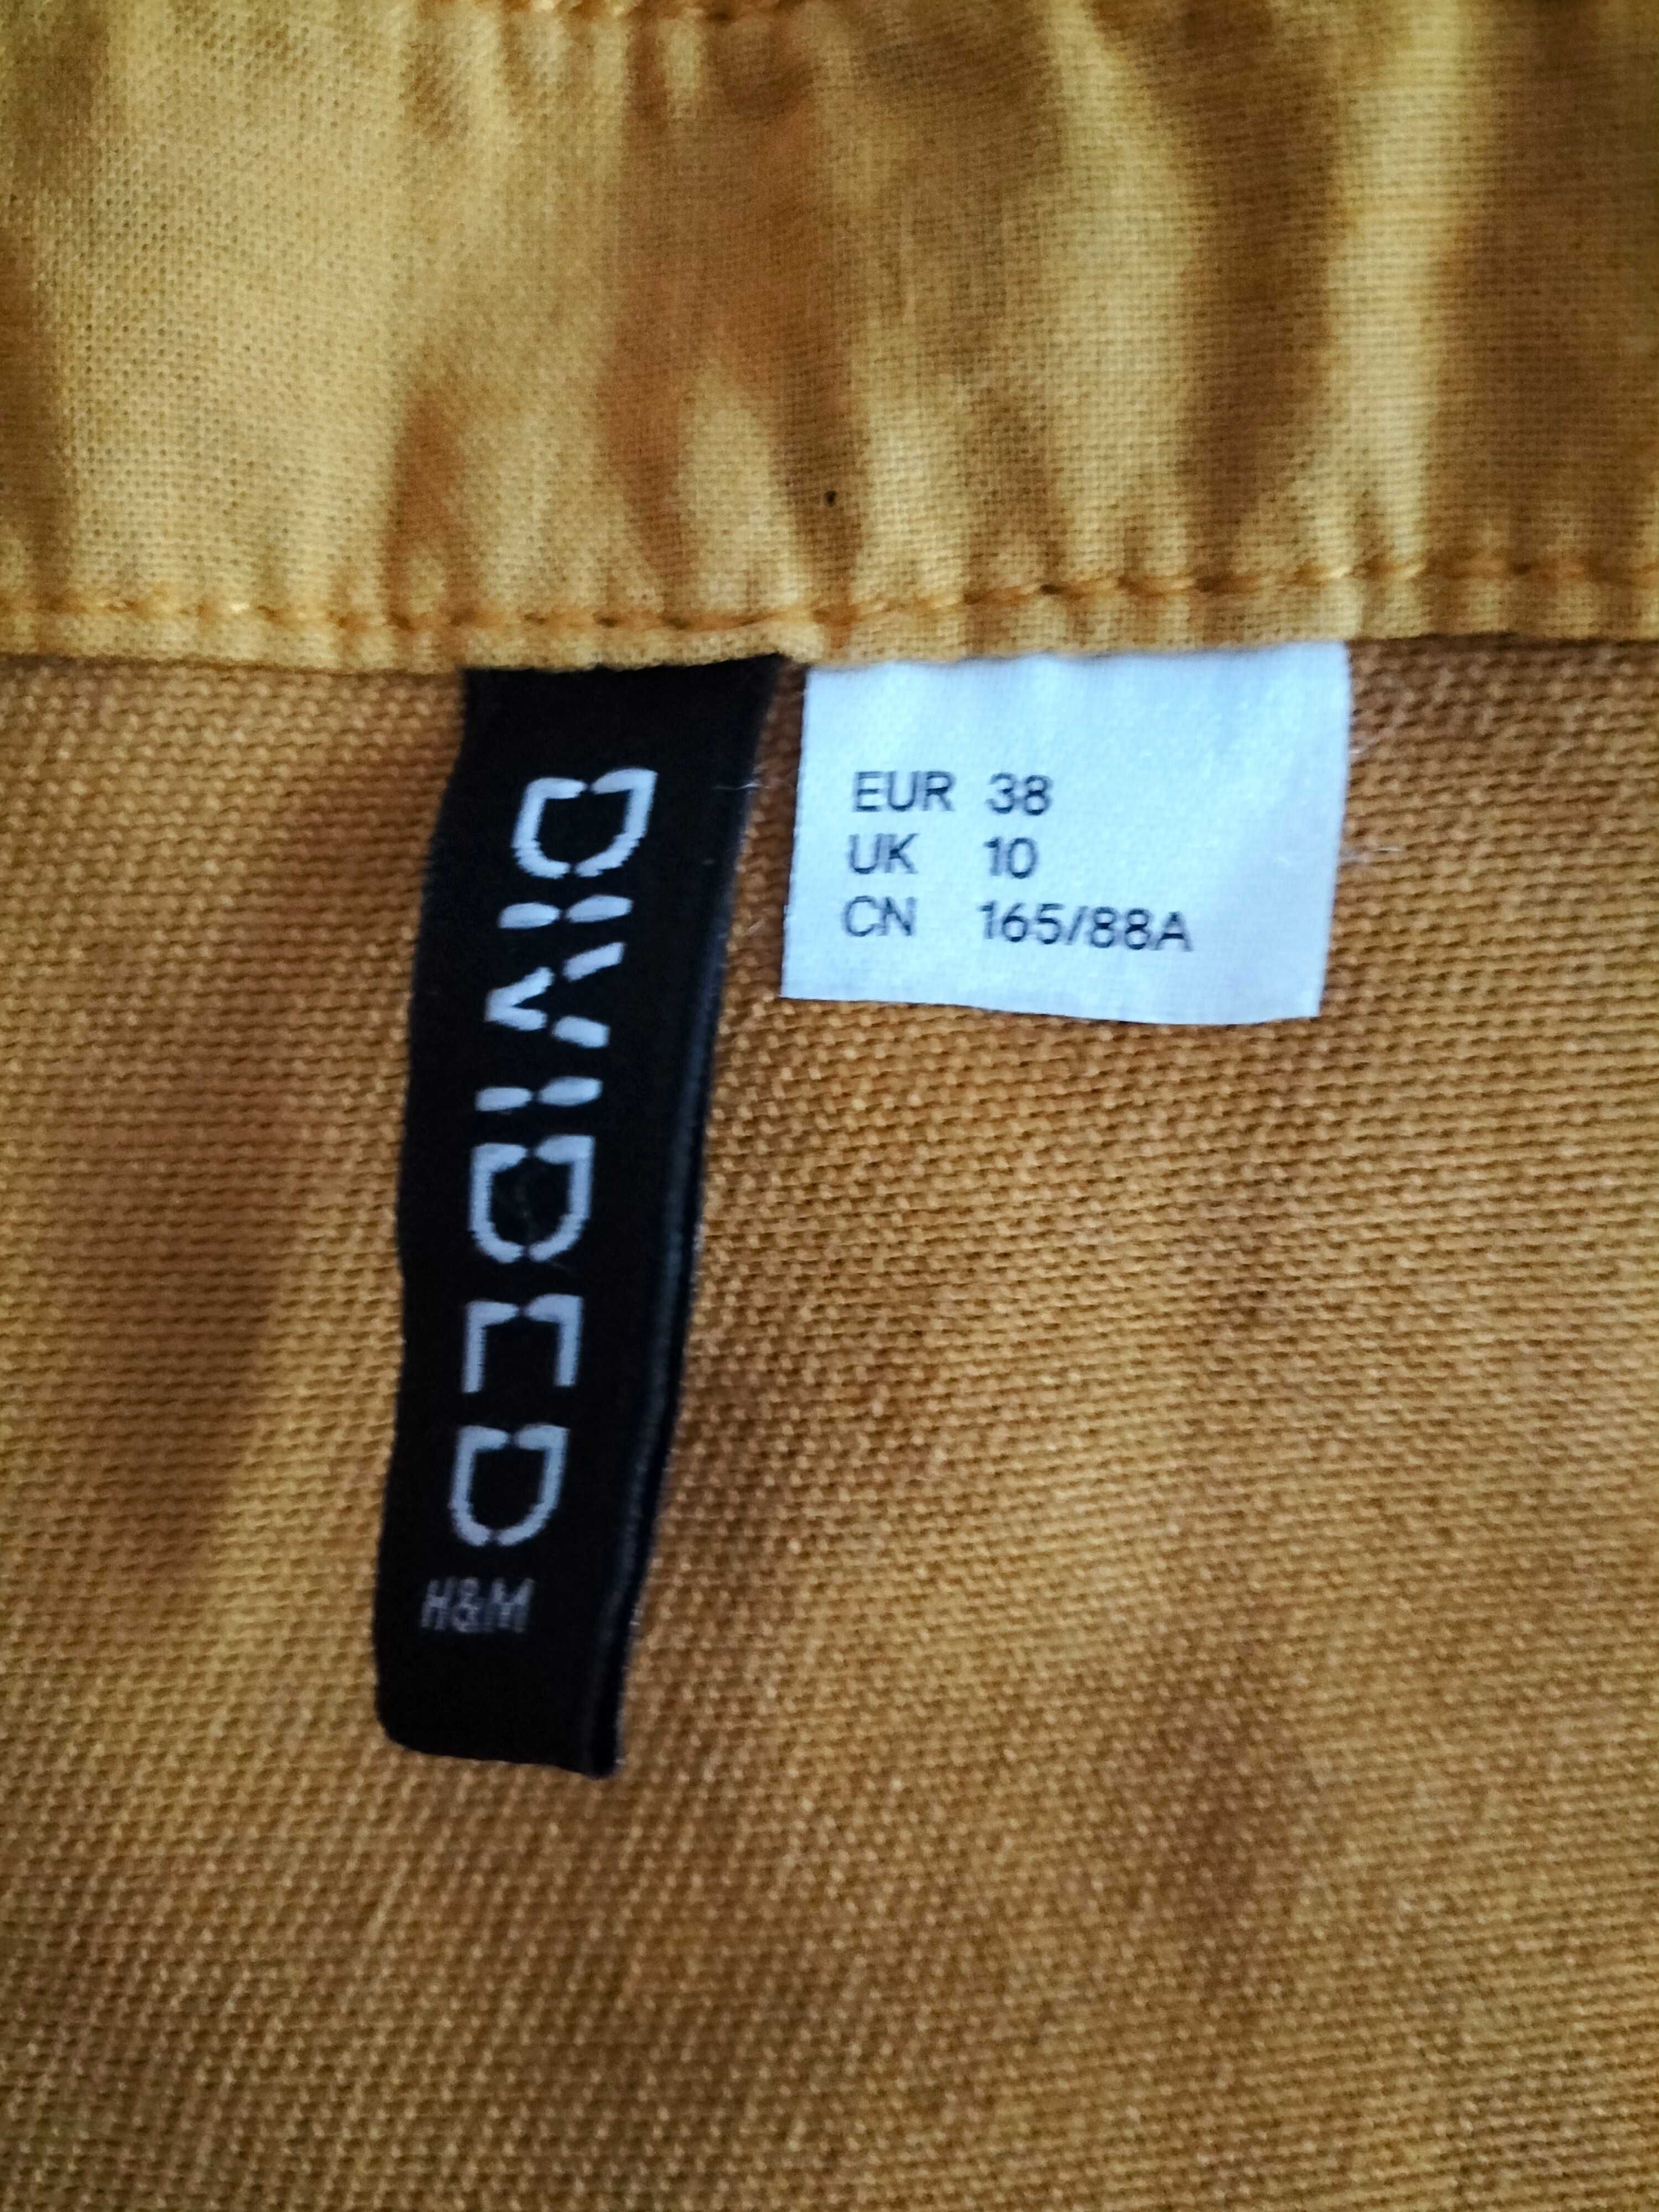 DIVIDED
H&M
EUR 38
UK 10
CN 165/88A